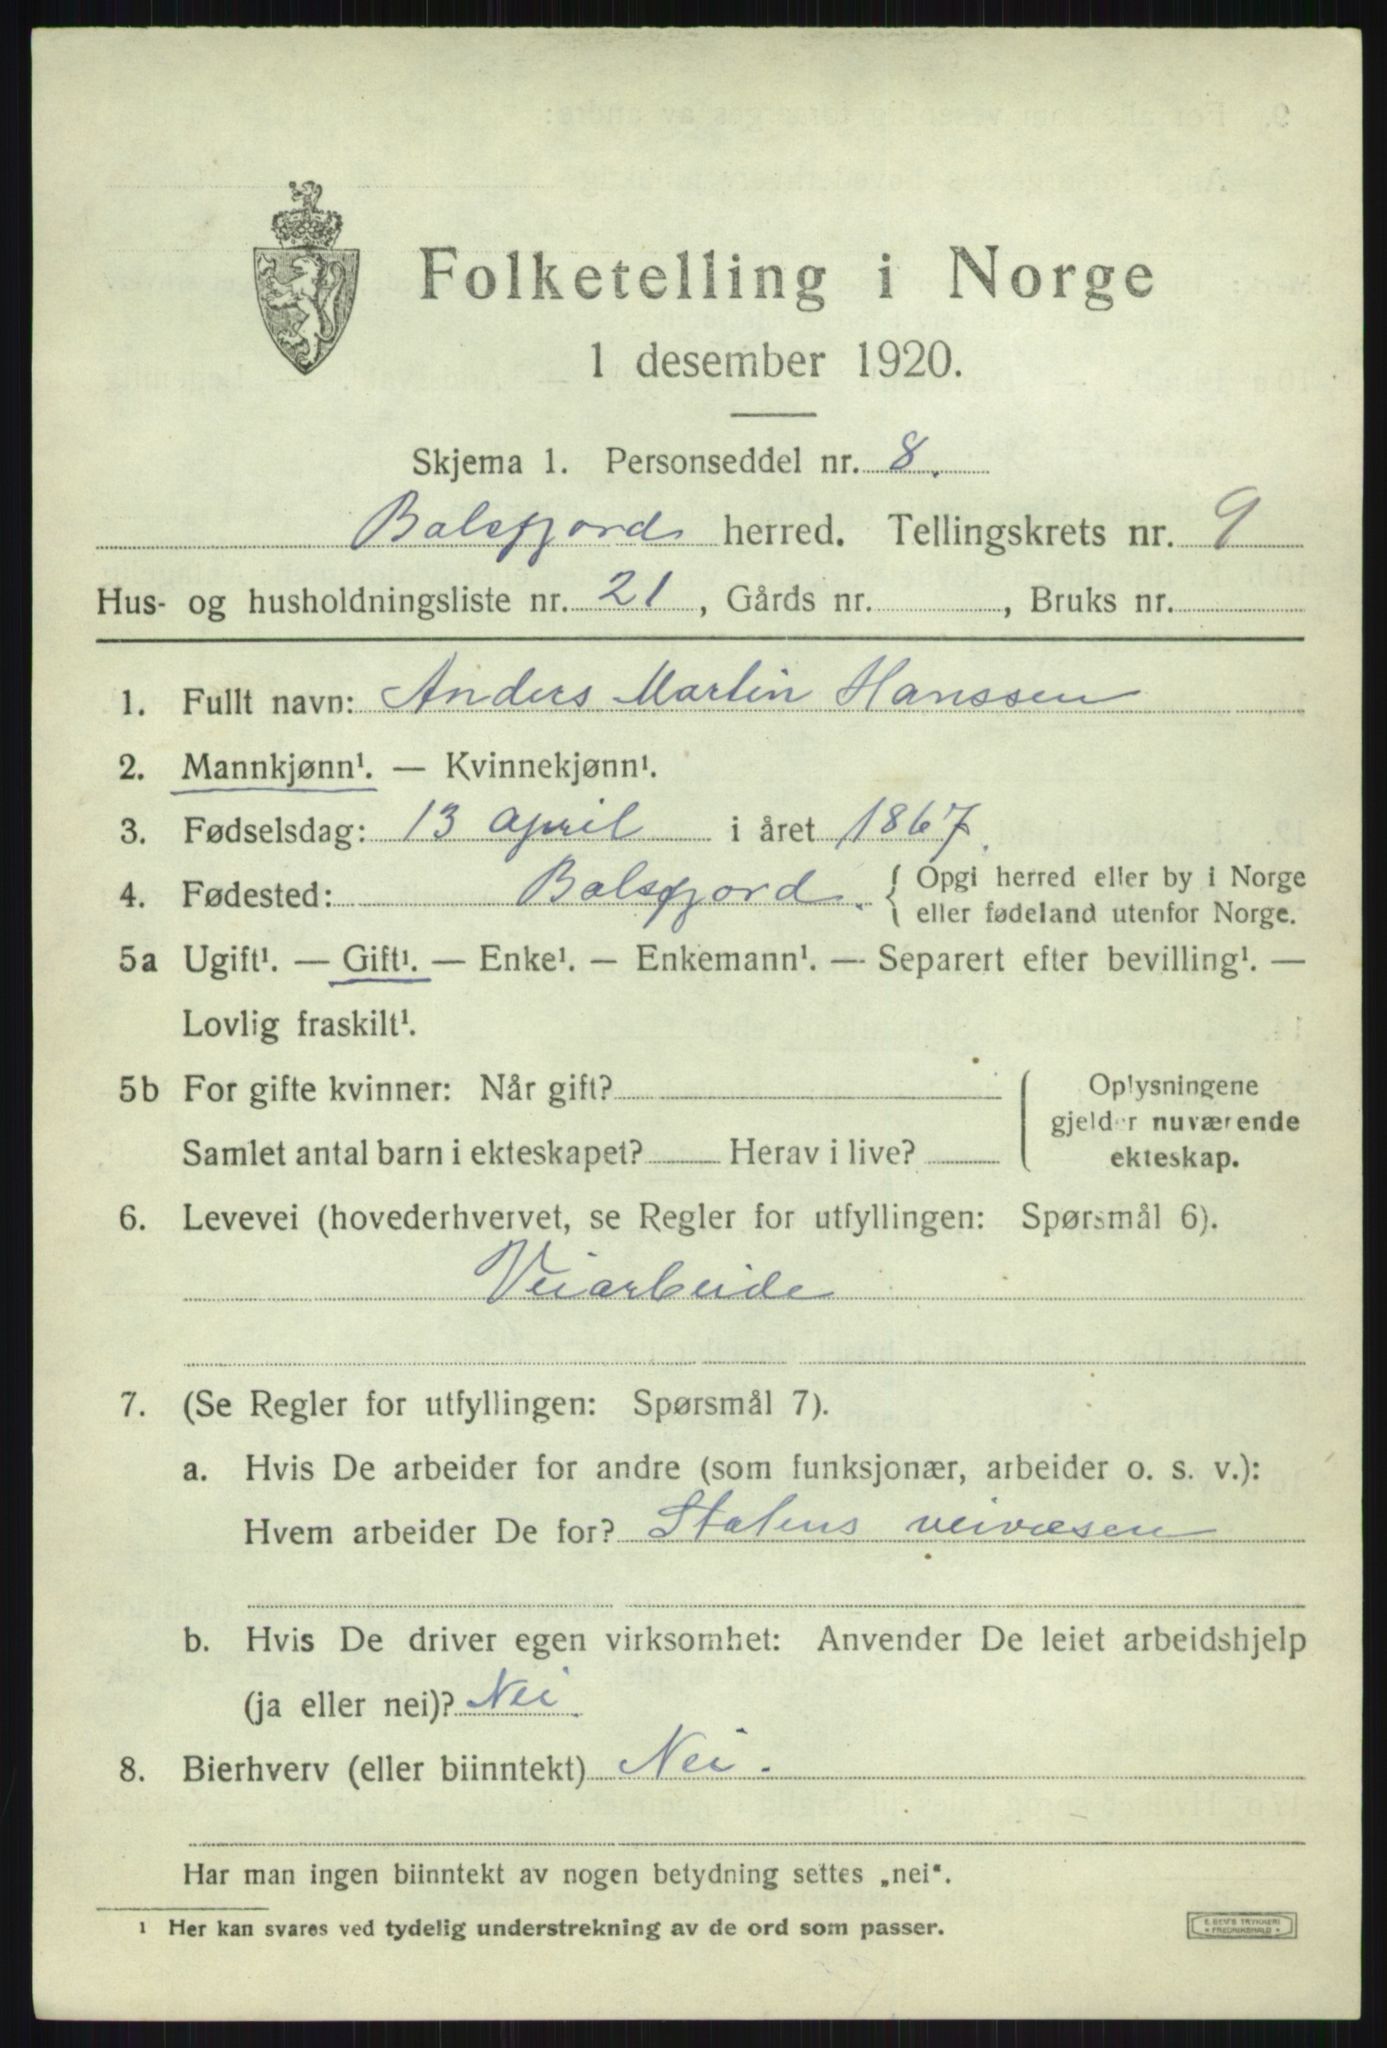 Folketelling i Norge
1 desember 1920.
Skjema 1. Personseddel nr. 8.
Balsfjord herred. Tellingskrets nr. 9
Hus- og husholdningsliste nr. 21, Gårds nr. , Bruks nr.
1. Fullt navn: Anders Martin Hanssen
2. Mannkjønn¹. — Kvinnekjønn¹.
3. Fødselsdag: 13 april i året 1867.
4. Fødested: Balsfjord. { Opgi herred eller by i Norge
eller fødeland utenfor Norge.
5a Ugift¹. — Gift¹. — Enke¹. — Enkemann¹. — Separert efter bevilling¹. —
Lovlig fraskilt¹.
5b For gifte kvinner: Når gift?
Samlet antal barn i ekteskapet? Herav i live?
Oplysningene
gjelder nuværende
ekteskap.
6. Levevei (hovederhvervet, se Regler for utfyllingen: Spørsmål 6).
Veiarbeide
7. (Se Regler for utfyllingen: Spørsmål 7).
a. Hvis De arbeider for andre (som funksjonær, arbeider o. s. v.):
Hvem arbeider De for? Statens veivæsen
b. Hvis De driver egen virksomhet: Anvender De leiet arbeidshjelp
(ja eller nei)? Nei.
8. Bierhverv (eller biinntekt) Nei.
Har man ingen biinntekt av nogen betydning settes „nei“.
¹ Her kan svares ved tydelig understrekning av de ord som passer.
E. SEM'S TRYKKERI
FREDRIKSHALD